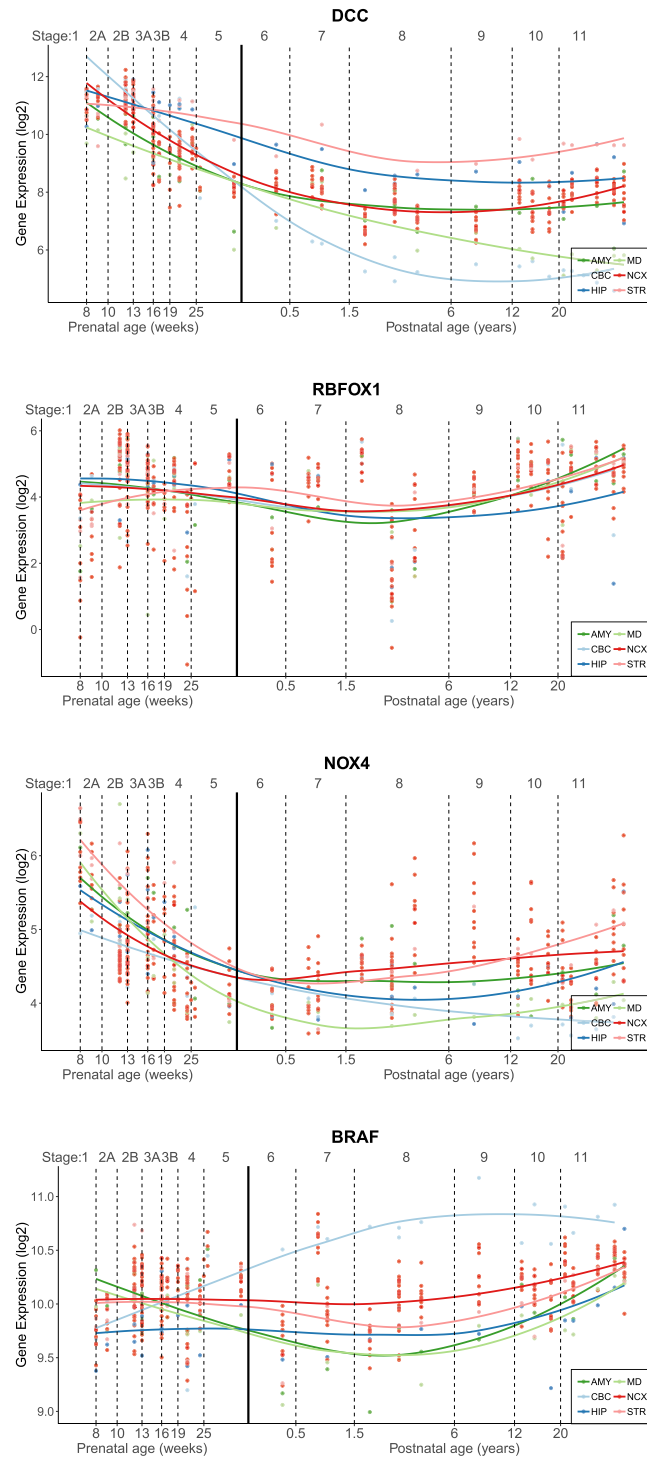 DCC
Stage:1 2A 2B 3A 3B 4 5 6 7 8 9 10 11
Gene Expression (log2)
12
10
8
6
AMY MD
CBC NCX
HIP STR
8 10 13 16 19 25 0.5 1.5 6 12 20
Prenatal age (weeks) Postnatal age (years)
RBFOX1
Stage:1 2A 2B 3A 3B 4 5 6 7 8 9 10 11
Gene Expression (log2)
6
4
2
0
AMY MD
CBC NCX
HIP STR
8 10 13 16 19 25 0.5 1.5 6 12 20
Prenatal age (weeks) Postnatal age (years)
NOX4
Stage:1 2A 2B 3A 3B 4 5 6 7 8 9 10 11
Gene Expression (log2)
6
5
4
AMY MD
CBC NCX
HIP STR
8 10 13 16 19 25 0.5 1.5 6 12 20
Prenatal age (weeks) Postnatal age (years)
BRAF
Stage:1 2A 2B 3A 3B 4 5 6 7 8 9 10 11
Gene Expression (log2)
11.0
10.5
10.0
9.5
9.0
AMY MD
CBC NCX
HIP STR
8 10 13 16 19 25 0.5 1.5 6 12 20
Prenatal age (weeks) Postnatal age (years)